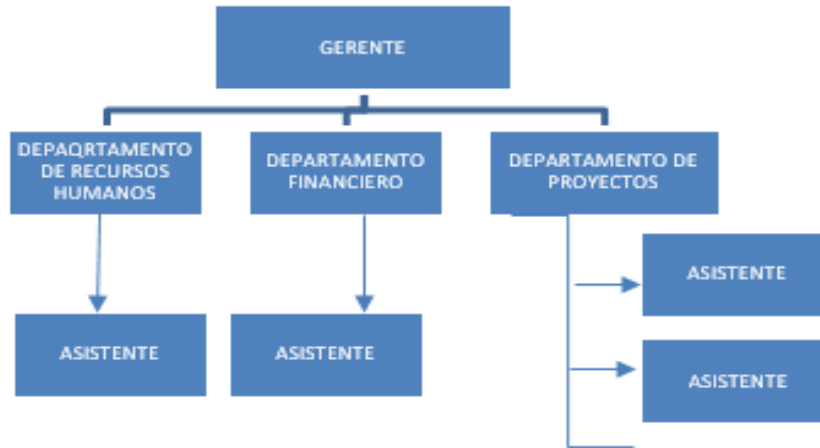 GERENTE
DEPAQRTAMENTO
DE RECURSOS
HUMANOS
DEPARTAMENTO
FINANCIERO
DEPARTAMENTO DE
PROYECTOS
ASISTENTE
ASISTENTE
ASISTENTE
ASISTENTE